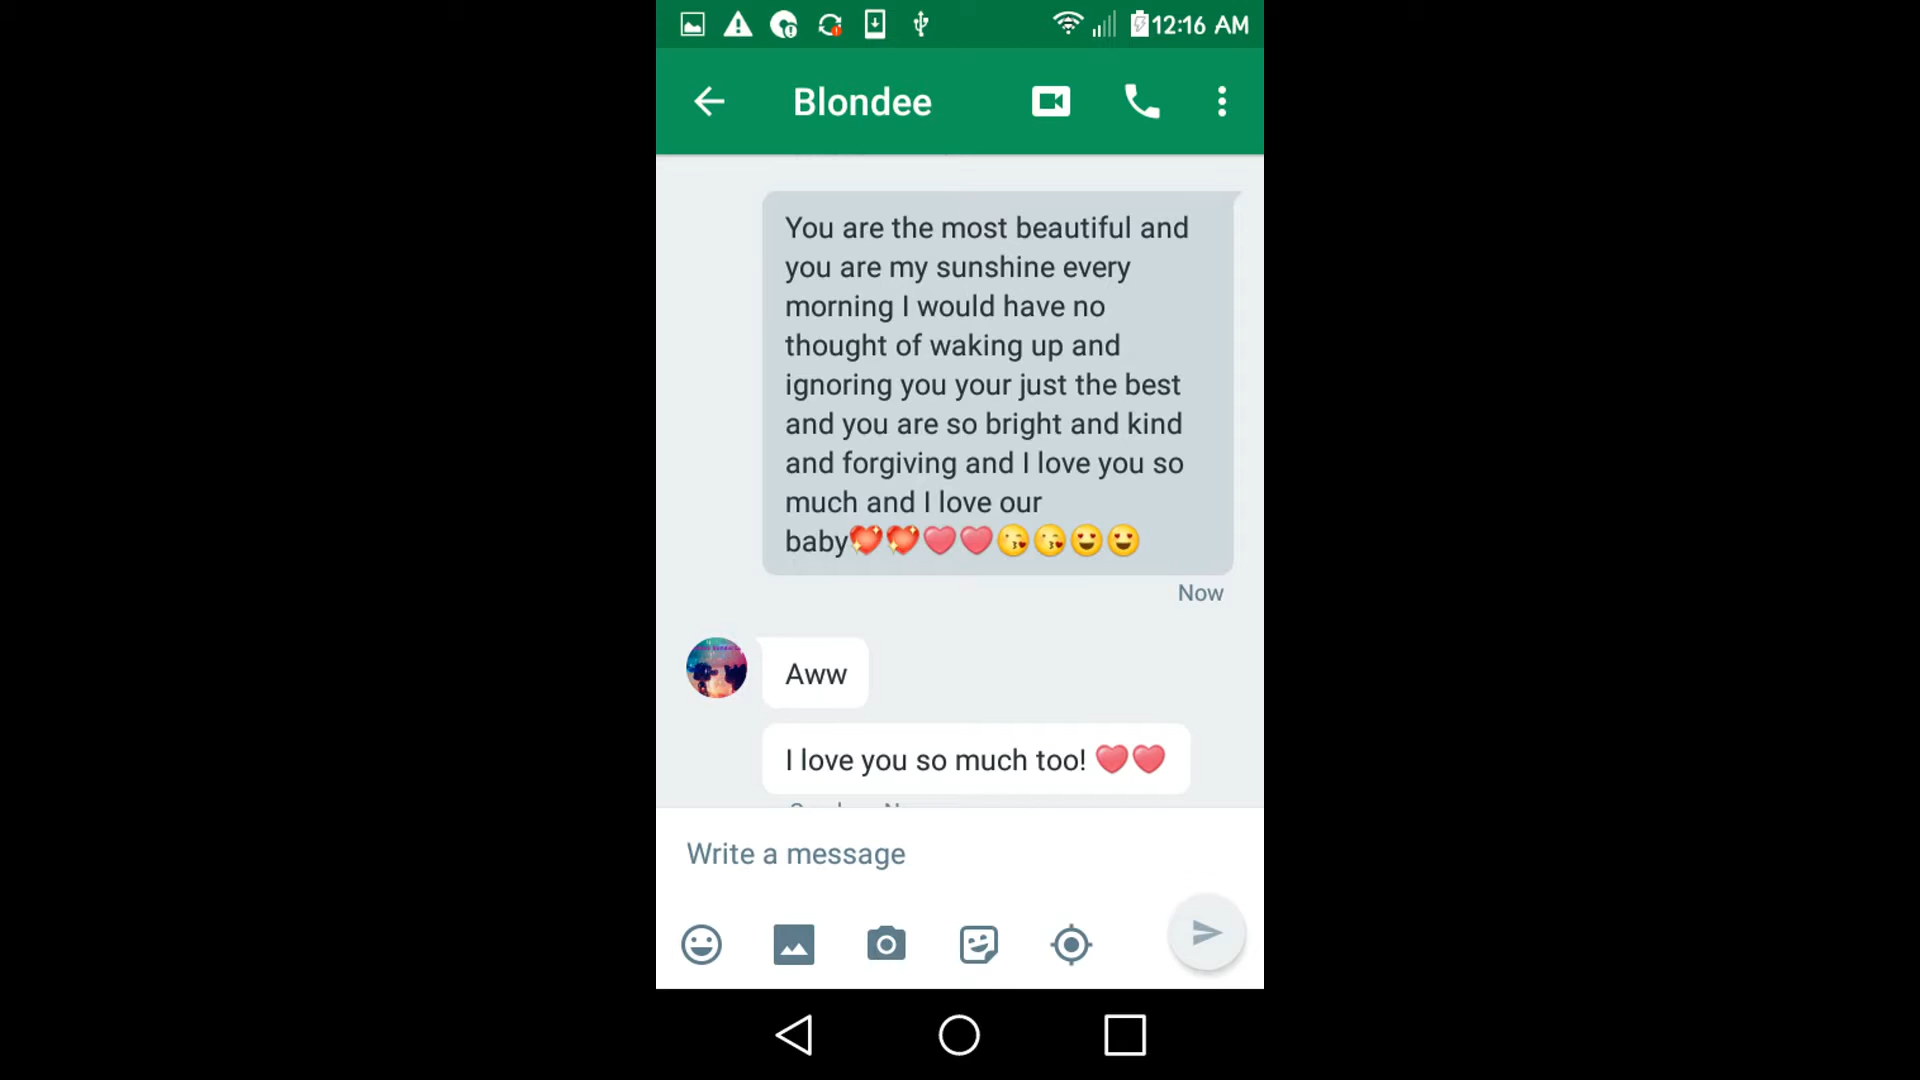 12:16 AM
Blondee
You are the most beautiful and
you are my sunshine every
morning I would have no
thought of waking up and
ignoring you your just the best
and you are so bright and kind
and forgiving and I love you so
much and I love our
baby💖💖❤❤😘😘😍😍
Now
Aww
I love you so much too! ❤❤
Write a message